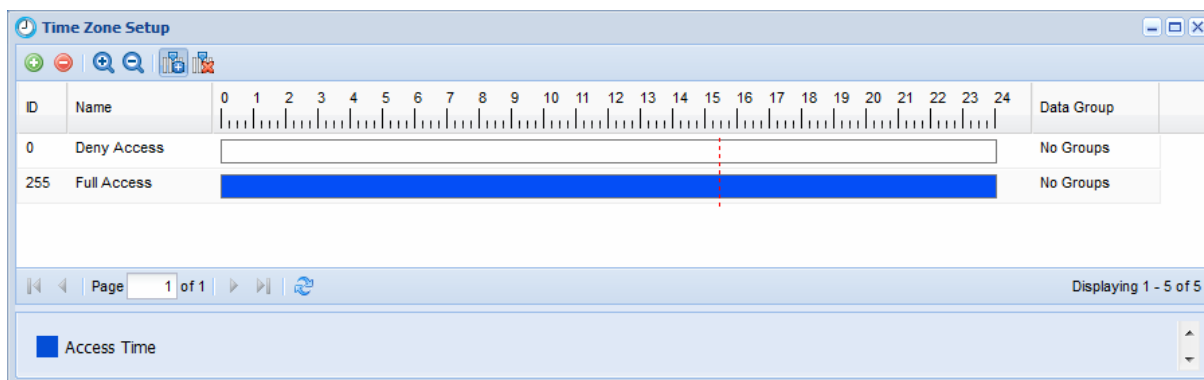 Time Zone Setup
ID Name 0 1 2 3 4 5 6 7 8 9 10 11 12 13 14 15 16 17 18 19 20 21 22 23 24 Data Group
0 Deny Access No Groups
255 Full Access No Groups
Page 1 of 1 Displaying 1 - 5 of 5
Access Time